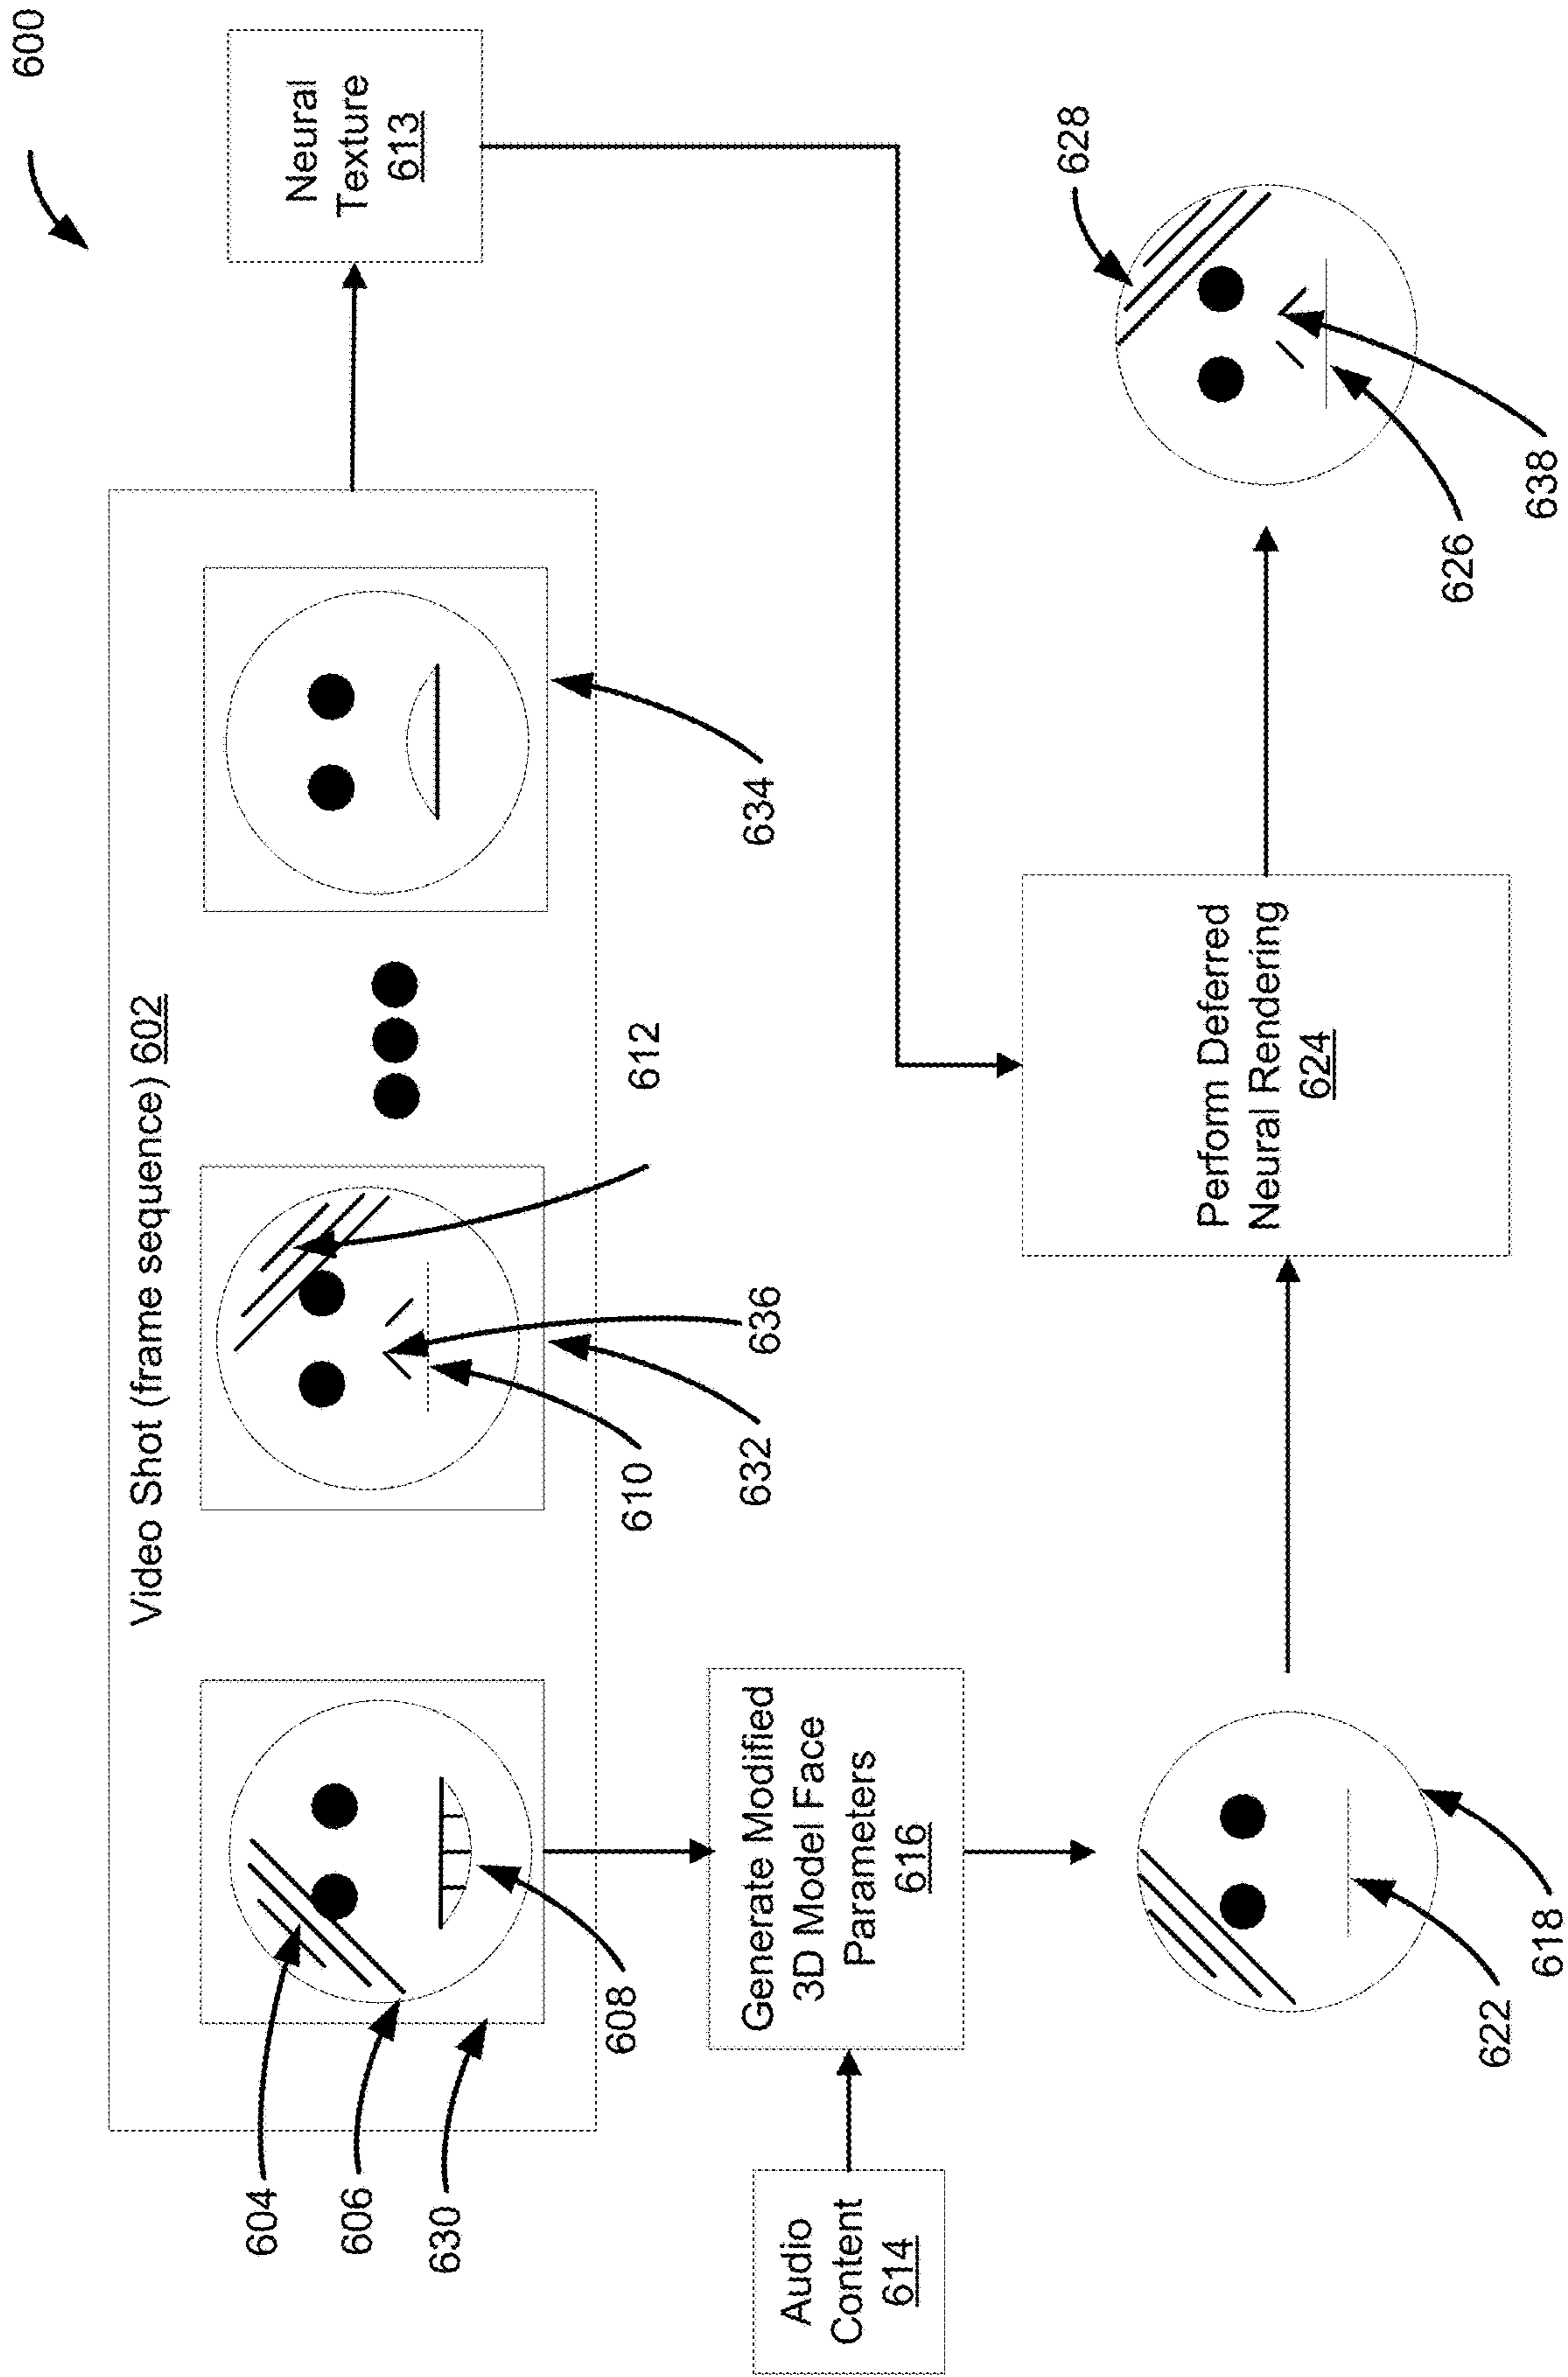 600
Video Shot (frame sequence) 602
604
606
630
608
610
632
636
612
634
Neural
Texture
613
Audio
Content
614
Generate Modified
3D Model Face
Parameters
616
622
618
Perform Deferred
Neural Rendering
624
628
626
638